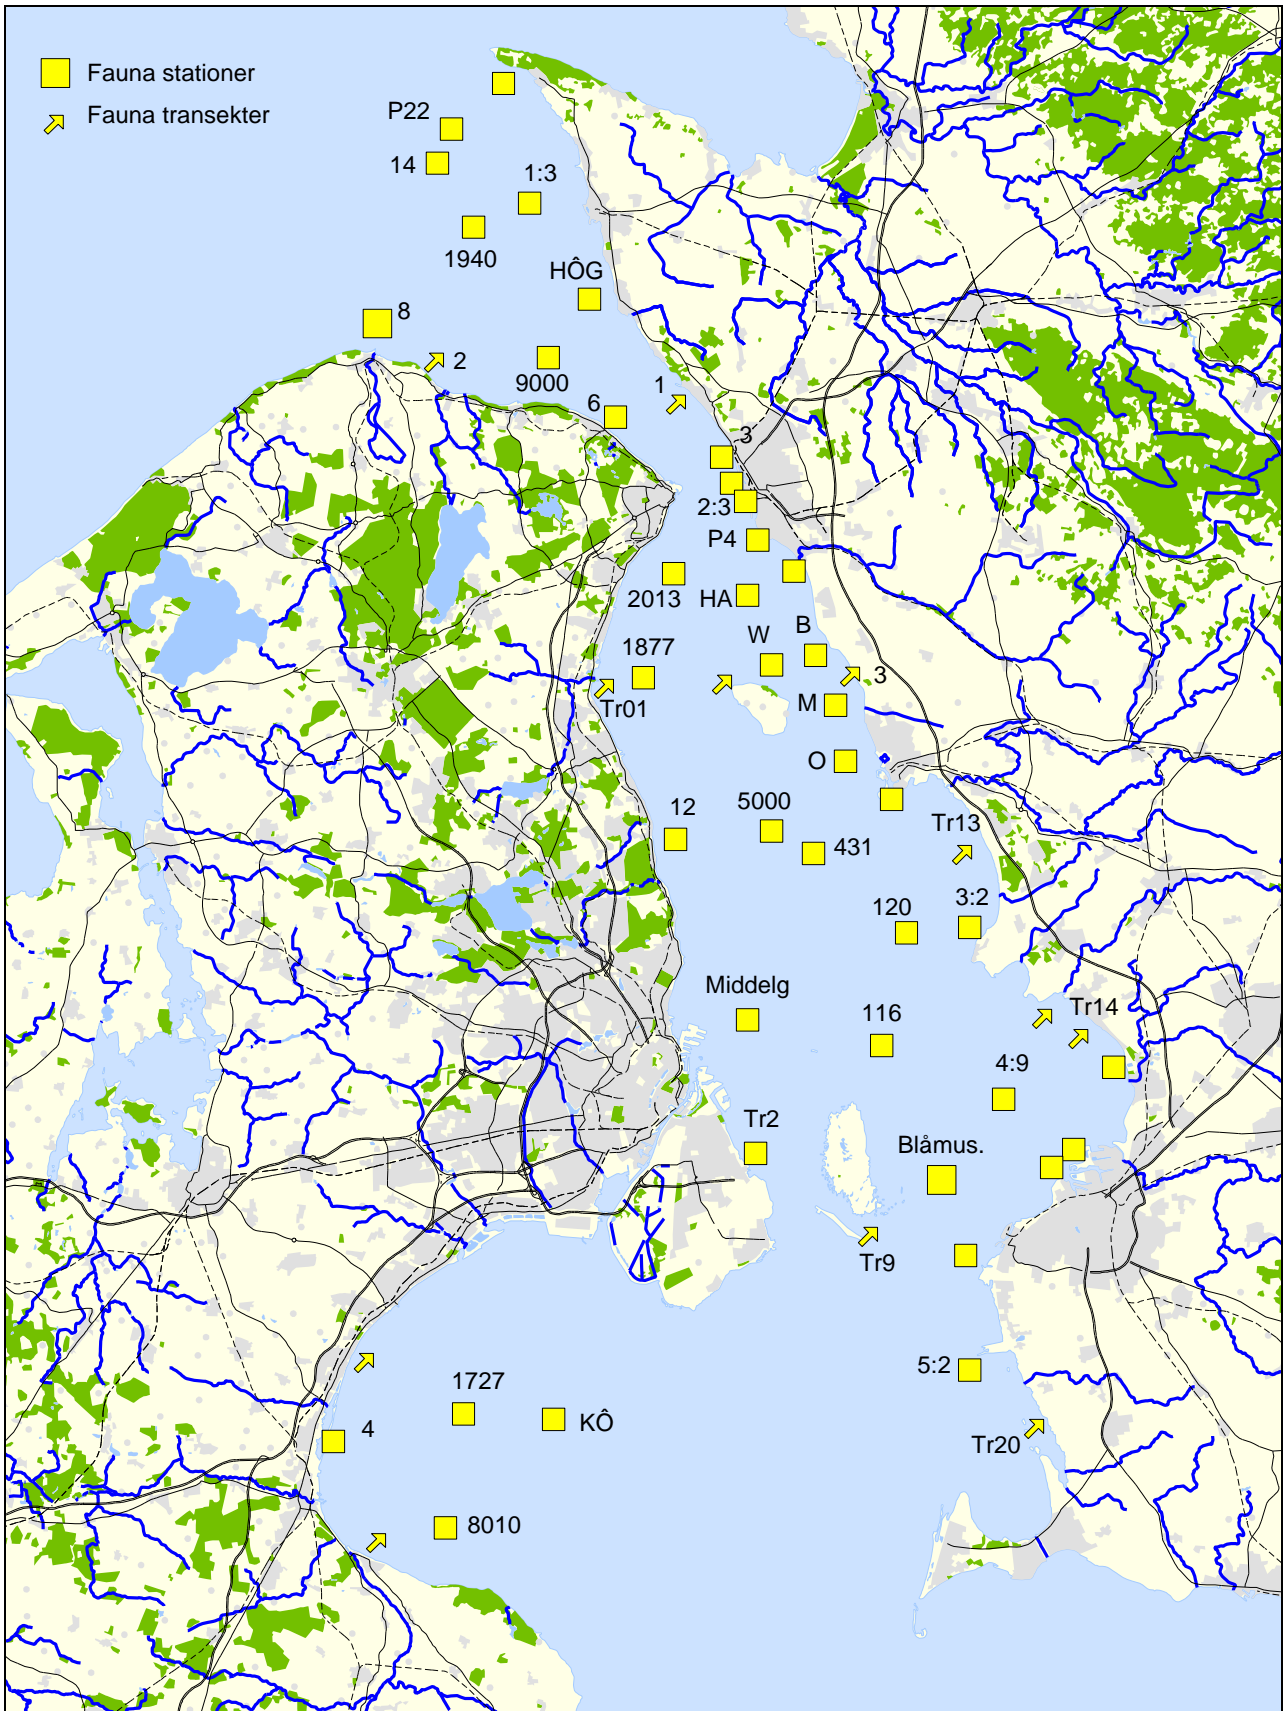 Fauna stationer
Fauna transekter
P22
14
1:3
1940
HÔG
8
2
9000
1
6
3
2:3
P4
2013
HA
B
W
1877
3
Tr01
M
O
12
5000
431
Tr13
120
3:2
Middelg
116
Tr14
4:9
Tr2
Blåmus.
Tr9
5:2
1727
KÔ
4
Tr20
8010